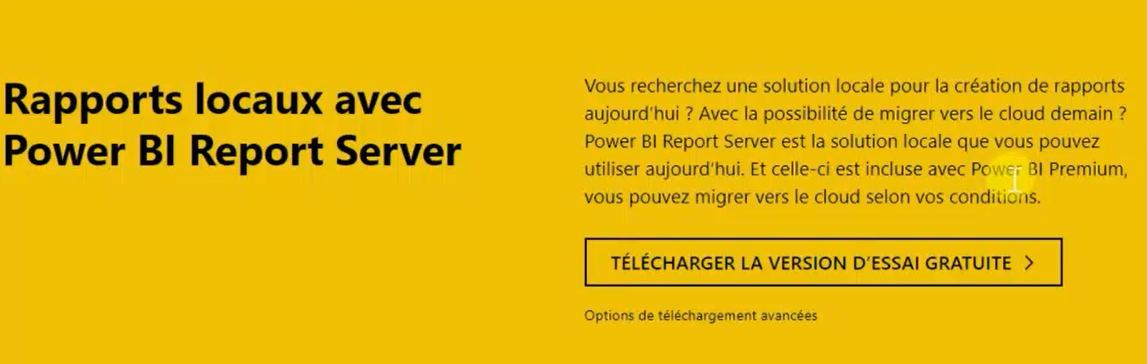 Rapports locaux avec
Power BI Report Server
Vous recherchez une solution locale pour la création de rapports
aujourd'hui ? Avec la possibilité de migrer vers le cloud demain ?
Power BI Report Server est la solution locale que vous pouvez
utiliser aujourd'hui. Et celle-ci est incluse avec Power BI Premium,
vous pouvez migrer vers le cloud selon vos conditions.
TÉLÉCHARGER LA VERSION D'ESSAI GRATUITE >
Options de téléchargement avancées